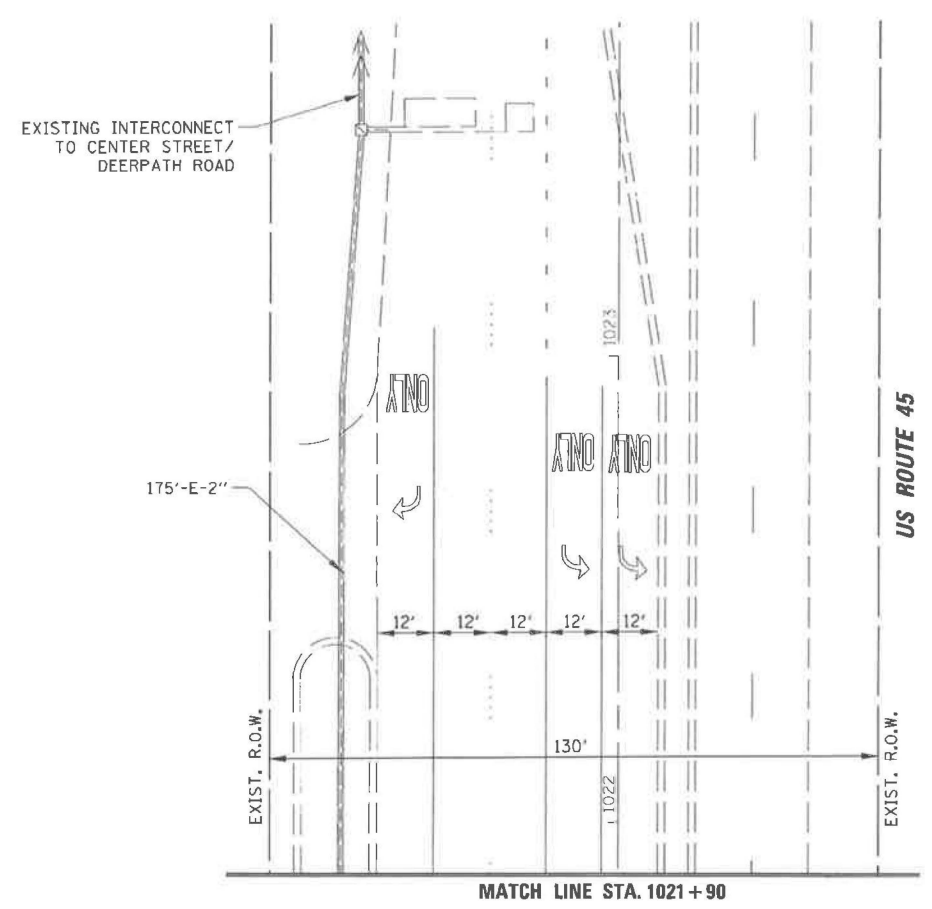 EXISTING INTERCONNECT
TO CENTER STREET/
DEERPATH ROAD
1023
ONLY
ONLY
ONLY
US ROUTE 45
175'-E-2"
12'
12'
12'
12'
12'
EXIST. R.O.W.
130'
EXIST. R.O.W.
1022
MATCH LINE STA. 1021+90